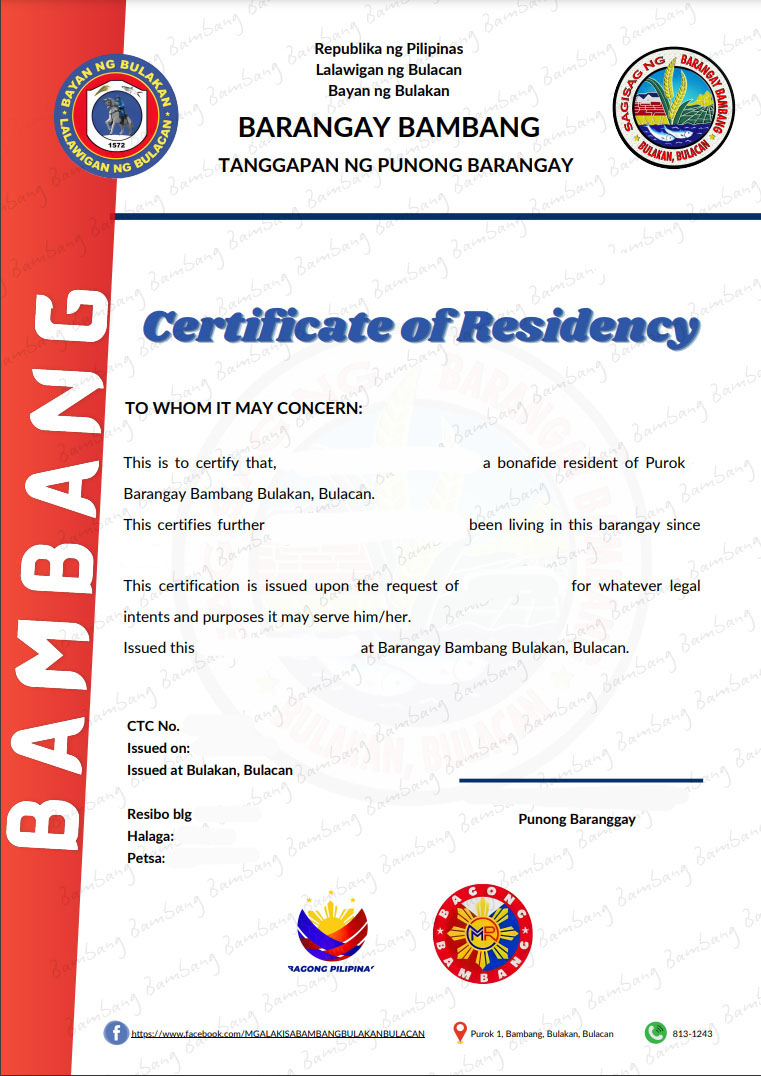 Republika ng Pilipinas
Lalawigan ng Bulacan
Bayan ng Bulakan
BARANGAY BAMBANG
TANGGAPAN NG PUNONG BARANGAY
BAYAN NG BULAKAN
1572
LALAWIGAN NG BULACAN
SAGISAG NG BARANGAY BAMBANG
BULAKAN, BULACAN
BAMBANG
Certificate of Residency
TO WHOM IT MAY CONCERN:
This is to certify that, a bonafide resident of Purok
Barangay Bambang Bulakan, Bulacan.
This certifies further been living in this barangay since
This certification is issued upon the request of for whatever legal
intents and purposes it may serve him/her.
Issued this at Barangay Bambang Bulakan, Bulacan.
CTC No.
Issued on:
Issued at Bulakan, Bulacan
Resibo blg
Halaga:
Petsa:
Punong Baranggay
BAGONG PILIPINAS
BAGONG
MR
BAMBANG
https://www.facebook.com/MGALAKISABAMBANGBULAKANBULACAN
Purok 1, Bambang, Bulakan, Bulacan
813-1243